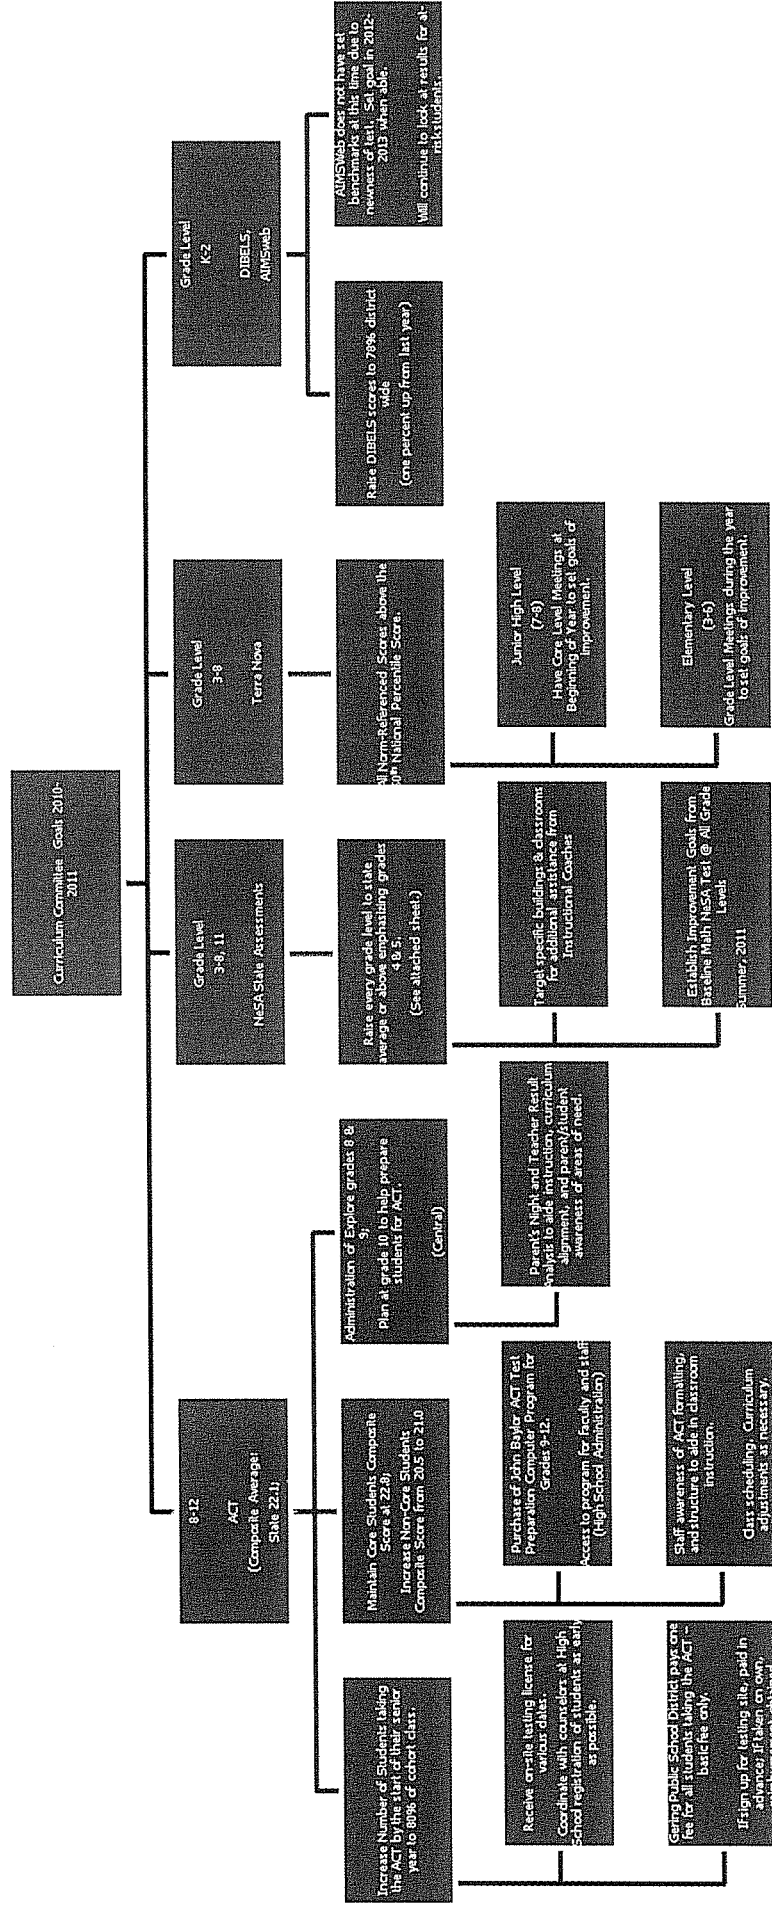 Curriculum Committee Goals 2010-
2011
8-12
ACT
(Composite Average:
State 22.1)
Increase Number of Students taking
the ACT by the start of their senior
year to 80% of cohort class.
Receive on-site testing license for
various dates.
Coordinate with counselors at High
School registration of students as early
as possible.
Gering Public School District pays one
fee for all students taking the ACT –
basic fee only.
If sign up for testing site, paid in
advance; if taken on own,
Maintain Core Students Composite
Score at 22.8;
Increase Non-Core Students
Composite Score from 20.5 to 21.0
Purchase of John Baylor ACT Test
Preparation Computer Program for
Grades 9-12.
Access to program for faculty and staff
(High School Administration)
Staff awareness of ACT formatting,
and structure to aide in classroom
instruction.
Class scheduling, Curriculum
adjustments as necessary.
Administration of Explore grades 8 &
9;
Plan at grade 10 to help prepare
students for ACT.
(Central)
Parent's Night and Teacher Result
Analysis to aide instruction, curriculum
alignment, and parent/student
awareness of areas of need.
Grade Level
3-8, 11
NeSA State Assessments
Raise every grade level to state
average or above emphasizing grades
4 & 5.
(See attached sheet)
Target specific buildings & classrooms
for additional assistance from
Instructional Coaches
Establish Improvement Goals from
Baseline Math NeSA Test @ All Grade
Levels
Summer, 2011
Grade Level
3-8
Terra Nova
All Norm-Referenced Scores above the
50th National Percentile Score.
Junior High Level
(7-8)
Have Core Level Meetings at
Beginning of Year to set goals of
Improvement.
Elementary Level
(3-6)
Grade Level Meetings during the year
to set goals of improvement.
Grade Level
K-2
DIBELS,
AIMSweb
Raise DIBELS scores to 78% district
wide
(one percent up from last year)
AIMSWeb does not have set
benchmarks at this time due to
newness of test. Set goal in 2012-
2013 when able.
Will continue to look at results for at-
risk students.